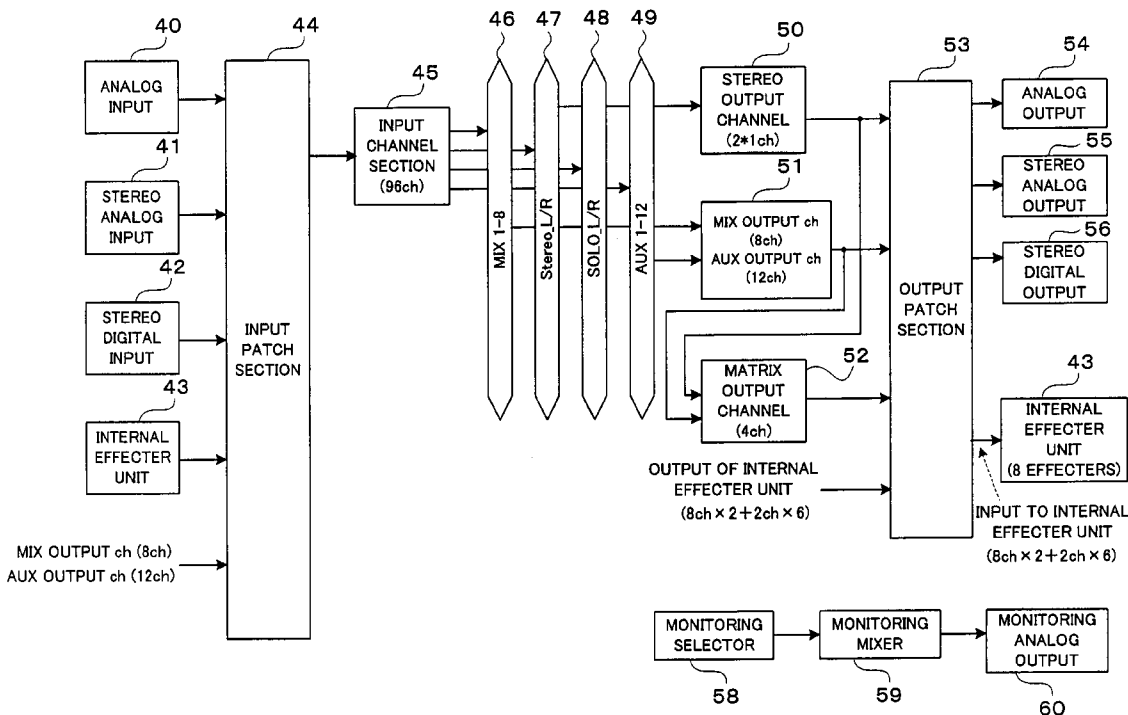 40
ANALOG
INPUT
41
STEREO
ANALOG
INPUT
42
STEREO
DIGITAL
INPUT
43
INTERNAL
EFFECTER
UNIT
MIX OUTPUT ch (8ch)
AUX OUTPUT ch (12ch)
44
INPUT
PATCH
SECTION
45
INPUT
CHANNEL
SECTION
(96ch)
46
MIX 1-8
47
Stereo_L/R
48
SOLO_L/R
49
AUX 1-12
50
STEREO
OUTPUT
CHANNEL
(2*1ch)
51
MIX OUTPUT ch
(8ch)
AUX OUTPUT ch
(12ch)
52
MATRIX
OUTPUT
CHANNEL
(4ch)
OUTPUT OF INTERNAL
EFFECTER UNIT
(8ch×2+2ch×6)
53
OUTPUT
PATCH
SECTION
54
ANALOG
OUTPUT
55
STEREO
ANALOG
OUTPUT
56
STEREO
DIGITAL
OUTPUT
43
INTERNAL
EFFECTER
UNIT
(8 EFFECTERS)
INPUT TO INTERNAL
EFFECTER UNIT
(8ch×2+2ch×6)
MONITORING
SELECTOR
58
MONITORING
MIXER
59
MONITORING
ANALOG
OUTPUT
60